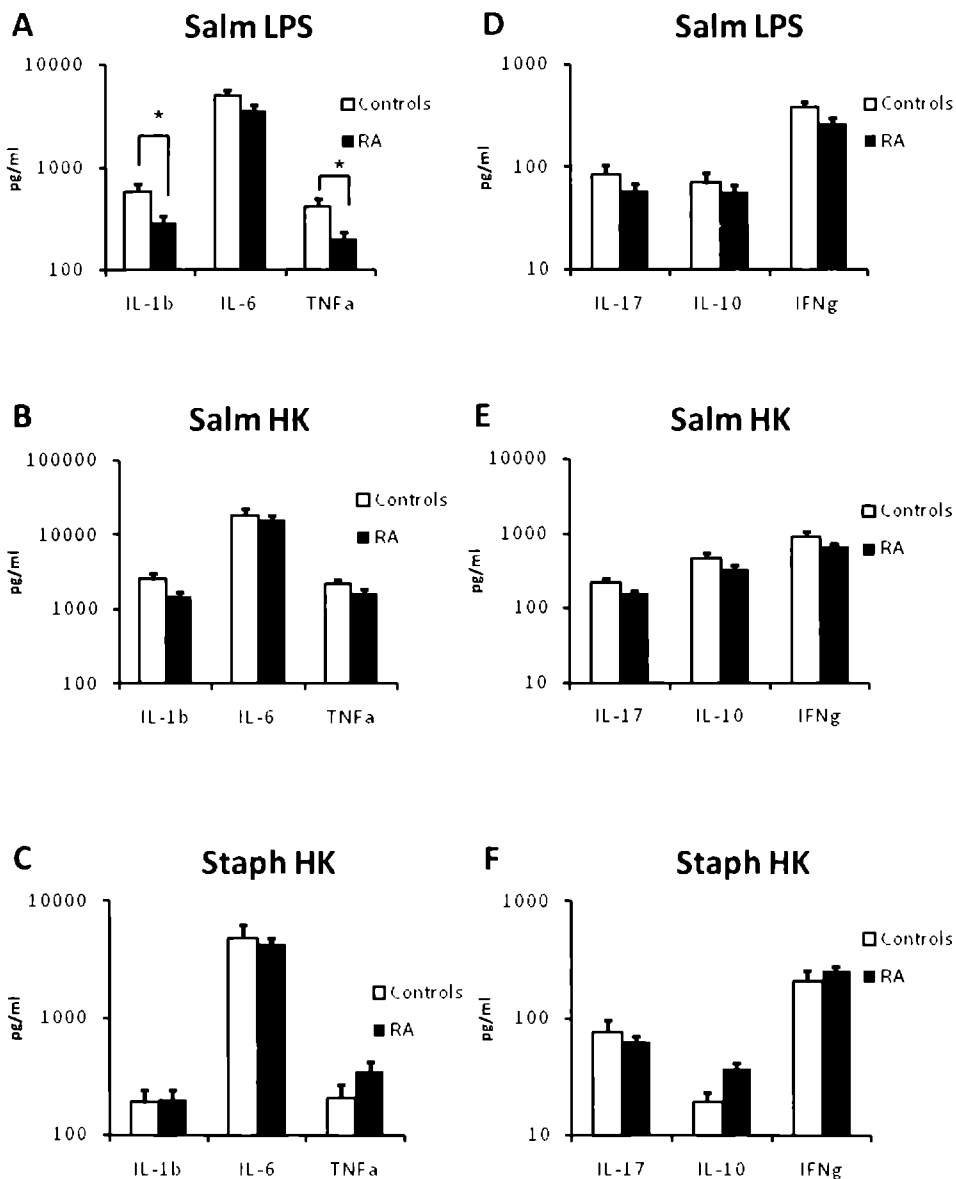 A Salm LPS
10000
1000
100
pg/ml
*
*
Controls
RA
IL-1b IL-6 TNFa
D Salm LPS
1000
100
10
pg/ml
Controls
RA
IL-17 IL-10 IFNg
B Salm HK
100000
10000
1000
100
pg/ml
Controls
RA
IL-1b IL-6 TNFa
E Salm HK
10000
1000
100
10
pg/ml
Controls
RA
IL-17 IL-10 IFNg
C Staph HK
10000
1000
100
pg/ml
Controls
RA
IL-1b IL-6 TNFa
F Staph HK
1000
100
10
pg/ml
Controls
RA
IL-17 IL-10 IFNg